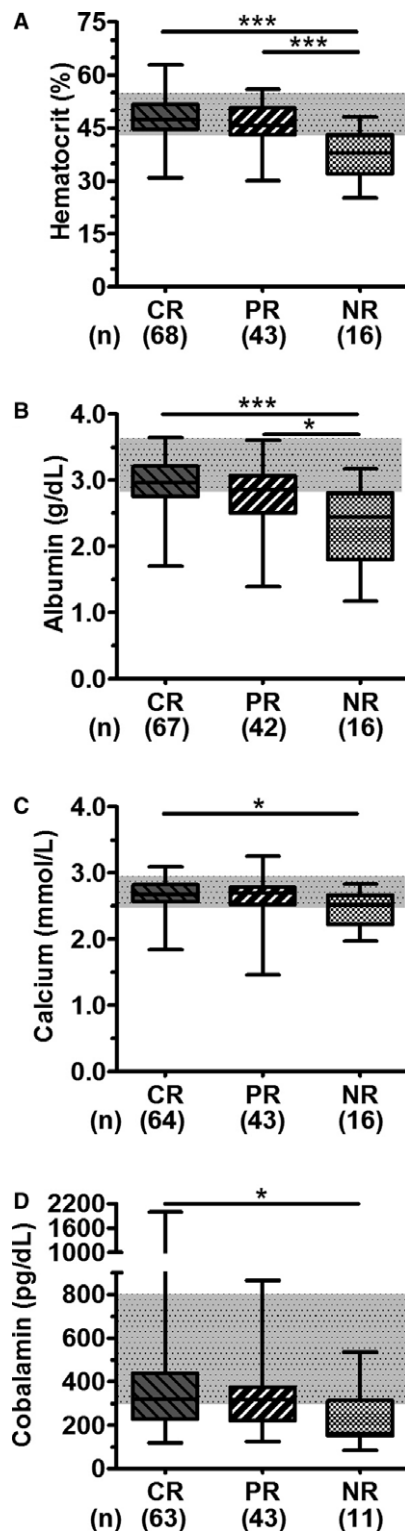 A
***
***
Hematocrit (%)
75
60
45
30
15
0
CR PR NR
(n) (68) (43) (16)
B
***
*
Albumin (g/dL)
4.0
3.0
2.0
1.0
0.0
CR PR NR
(n) (67) (42) (16)
C
*
Calcium (mmol/L)
4.0
3.0
2.0
1.0
0.0
CR PR NR
(n) (64) (43) (16)
D
*
Cobalamin (pg/dL)
2200
1600
1000
800
600
400
200
0
CR PR NR
(n) (63) (43) (11)